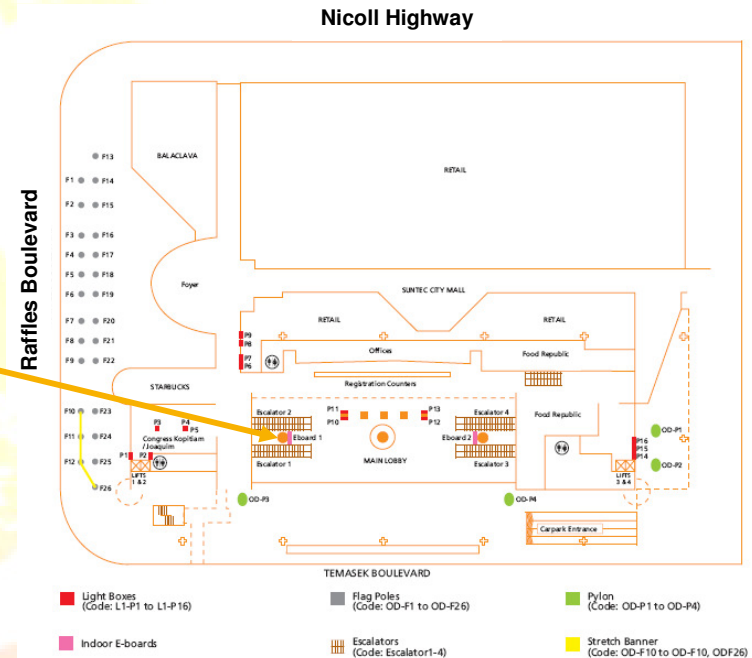 Nicoll Highway
Raffles Boulevard
BALACLAVA
RETAIL
F13
F1 F14
F2 F15
F3 F16
F4 F17
F5 F18
F6 F19
F7 F20
F8 F21
F9 F22
F10 F23
F11 F24
F12 F25
F26
Foyer
SUNTEC CITY MALL
RETAIL
RETAIL
P9
P8
P7
P6
Offices
Food Republic
Registration Counters
STARBUCKS
P3 P4
P5
Congress Kopitiam
/Joaquim
P1 P2
LIFTS
1 & 2
Escalator 2
P11
P10
P13
P12
Escalator 4
Food Republic
Eboard 1
Eboard 2
MAIN LOBBY
Escalator 1
Escalator 3
P16
P15
P14
LIFTS
3 & 4
OD-P1
OD-P2
OD-P3
OD-P4
Carpark Entrance
TEMASEK BOULEVARD
Light Boxes
(Code: L1-P1 to L1-P16)
Flag Poles
(Code: OD-F1 to OD-F26)
Pylon
(Code: OD-P1 to OD-P4)
Indoor E-boards
Escalators
(Code: Escalator1-4)
Stretch Banner
(Code: OD-F10 to OD-F10, ODF26)